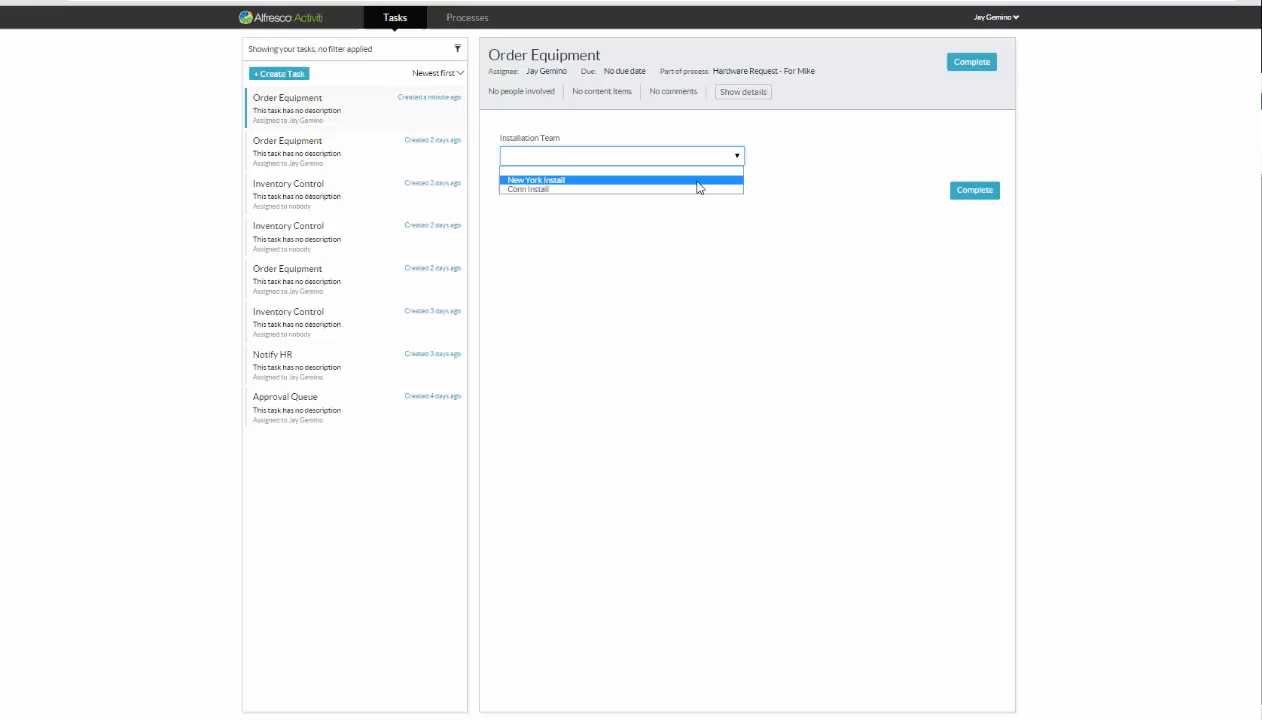 Alfresco Activiti Tasks Processes Jay Gemino
Showing your tasks, no filter applied
+ Create Task Newest first
Order Equipment Created a minute ago
This task has no description
Assigned to Jay Gemino
Order Equipment Created 2 days ago
This task has no description
Assigned to Jay Gemino
Inventory Control Created 2 days ago
This task has no description
Assigned to nobody
Inventory Control Created 2 days ago
This task has no description
Assigned to nobody
Order Equipment Created 2 days ago
This task has no description
Assigned to Jay Gemino
Inventory Control Created 3 days ago
This task has no description
Assigned to nobody
Notify HR Created 3 days ago
This task has no description
Assigned to Jay Gemino
Approval Queue Created 4 days ago
This task has no description
Assigned to Jay Gemino
Order Equipment
Complete
Assignee: Jay Gemino Due: No due date Part of process: Hardware Request - For Mike
No people involved No content items No comments Show details
Installation Team
New York Install
Conn Install
Complete